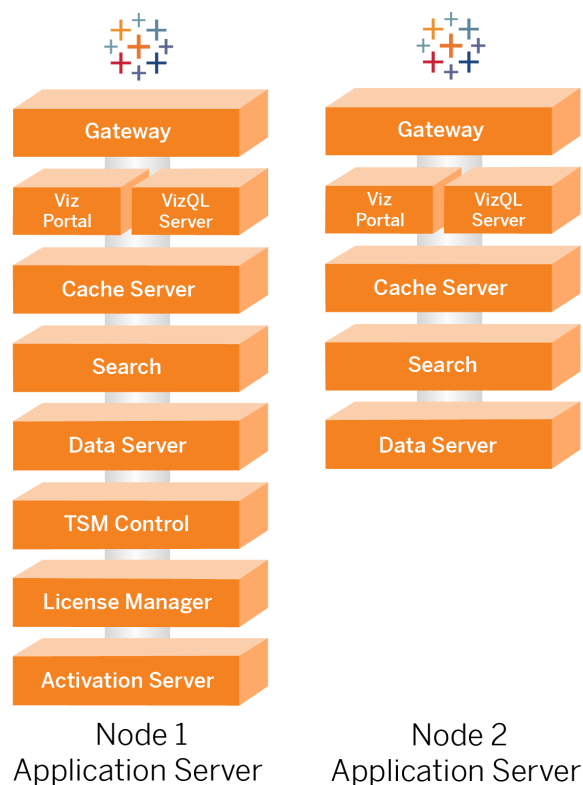 Gateway
Viz
Portal
VizQL
Server
Cache Server
Search
Data Server
TSM Control
License Manager
Activation Server
Node 1
Application Server
Gateway
Viz
Portal
VizQL
Server
Cache Server
Search
Data Server
Node 2
Application Server